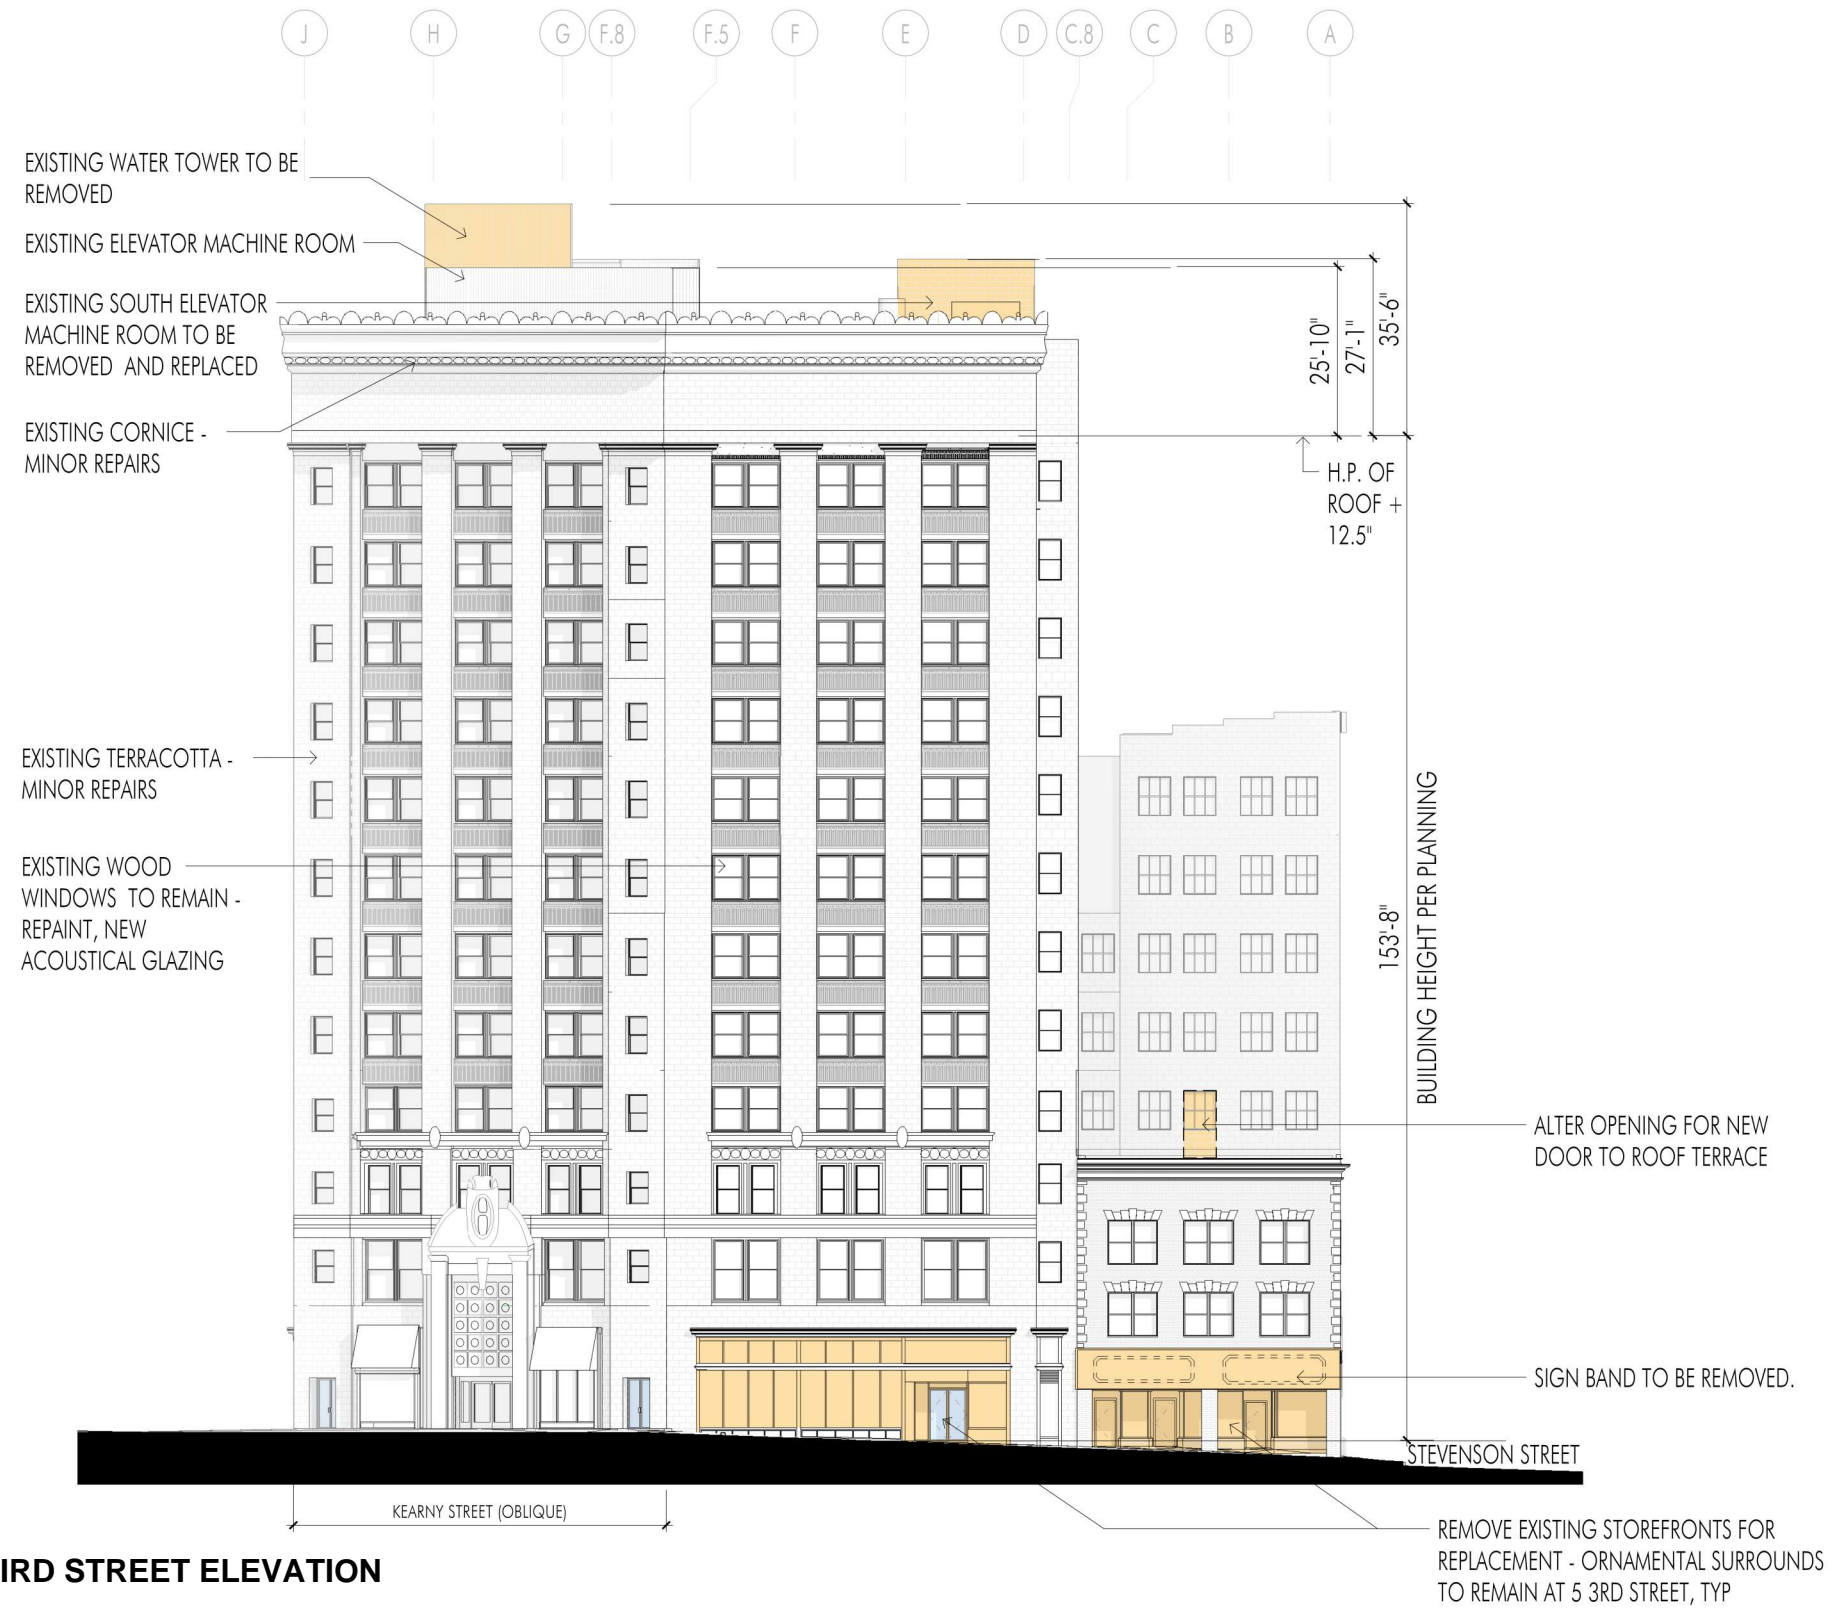 J H G F.8 F.5 F E D C.8 C B A
EXISTING WATER TOWER TO BE
REMOVED
EXISTING ELEVATOR MACHINE ROOM
EXISTING SOUTH ELEVATOR
MACHINE ROOM TO BE
REMOVED AND REPLACED
EXISTING CORNICE -
MINOR REPAIRS
EXISTING TERRACOTTA -
MINOR REPAIRS
EXISTING WOOD
WINDOWS TO REMAIN -
REPAINT, NEW
ACOUSTICAL GLAZING
25'-10"
27'-1"
35'-6"
H.P. OF
ROOF +
12.5"
153'-8"
BUILDING HEIGHT PER PLANNING
ALTER OPENING FOR NEW
DOOR TO ROOF TERRACE
SIGN BAND TO BE REMOVED.
STEVENSON STREET
KEARNY STREET (OBLIQUE)
REMOVE EXISTING STOREFRONTS FOR
REPLACEMENT - ORNAMENTAL SURROUNDS
TO REMAIN AT 5 3RD STREET, TYP
IRD STREET ELEVATION